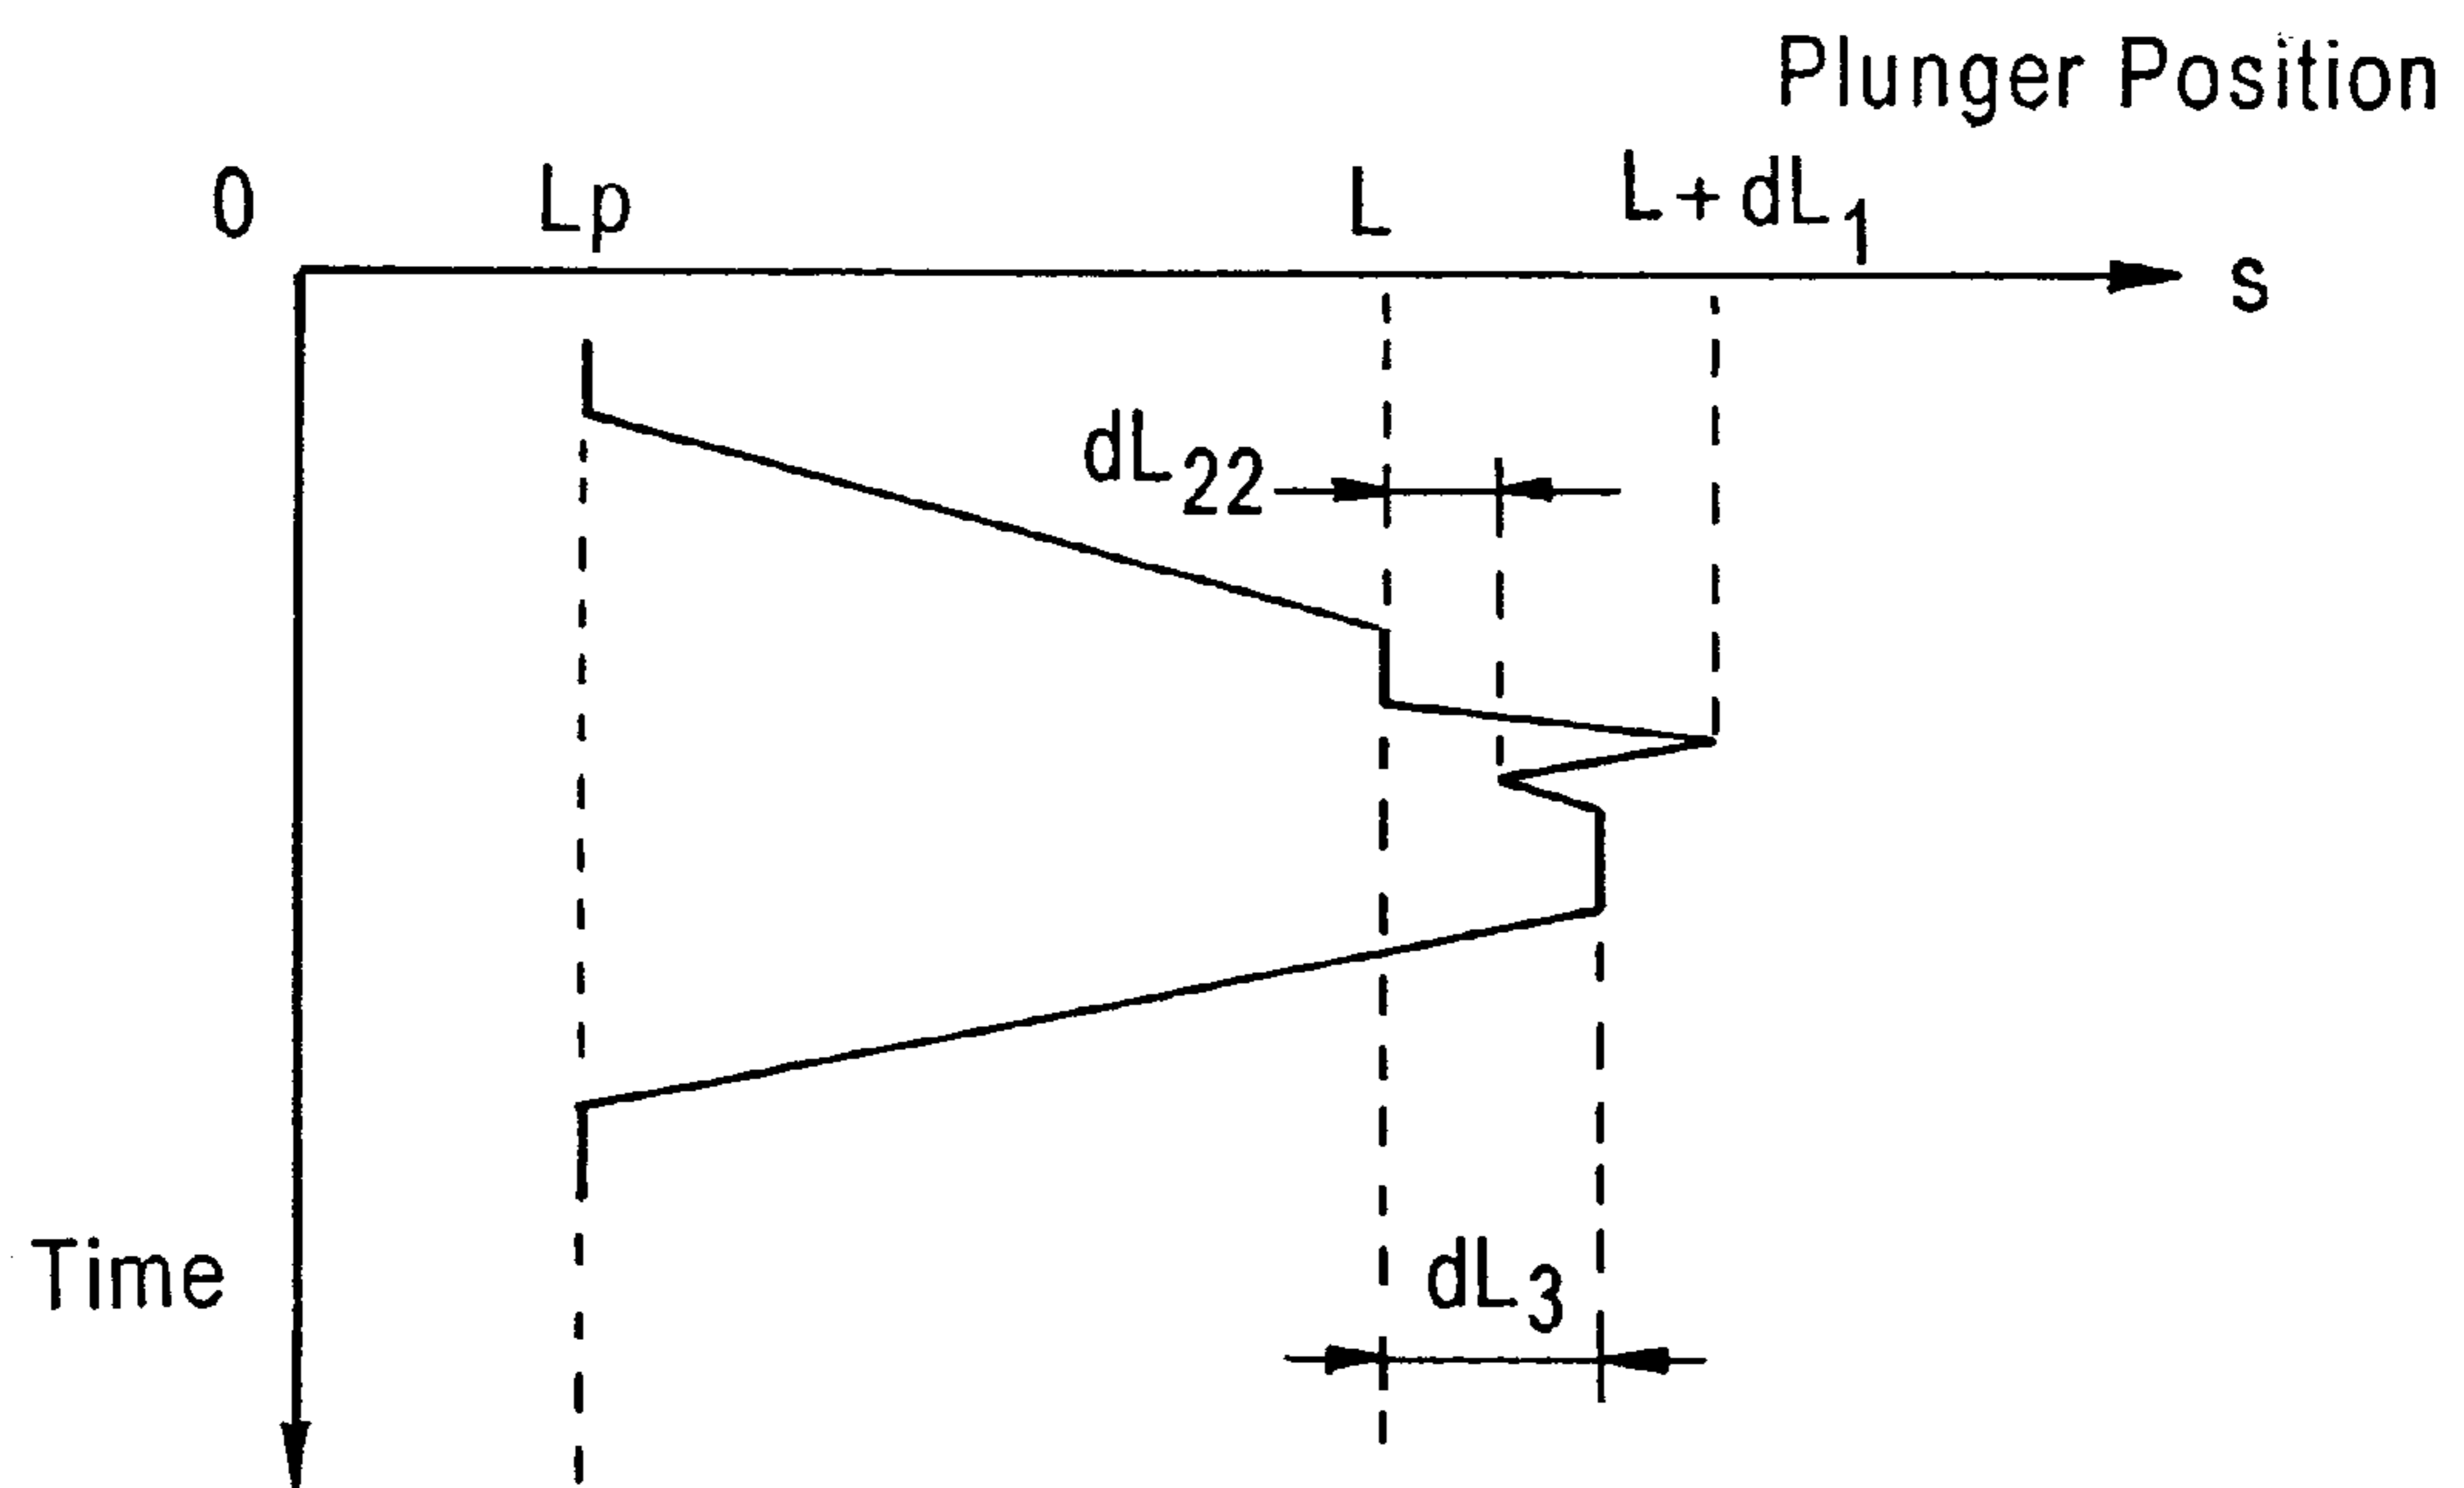 Plunger Position
0 Lp L L+dL1
s
dL22
Time
dL3